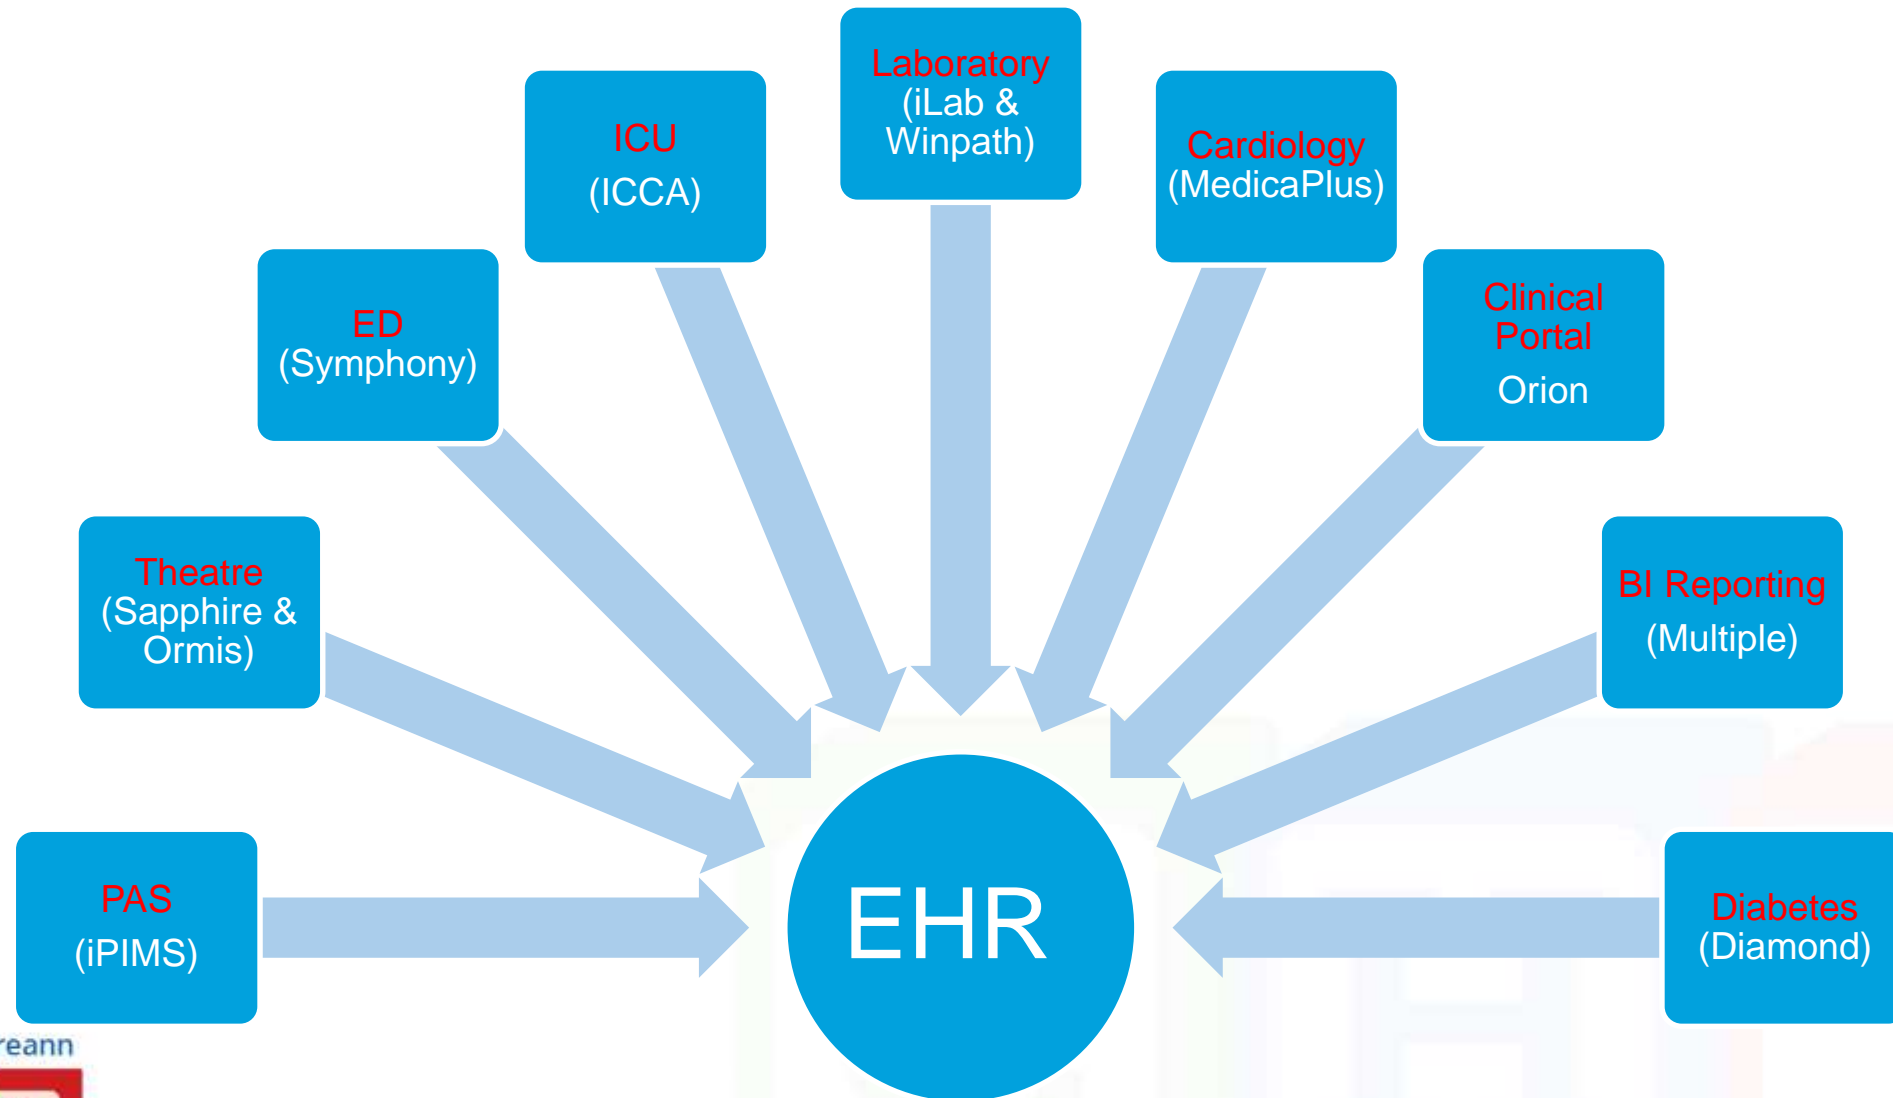 Laboratory
(iLab &
Winpath)
ICU
(ICCA)
Cardiology
(MedicaPlus)
ED
(Symphony)
Clinical
Portal
Orion
Theatre
(Sapphire &
Ormis)
BI Reporting
(Multiple)
PAS
(iPIMS)
EHR
Diabetes
(Diamond)